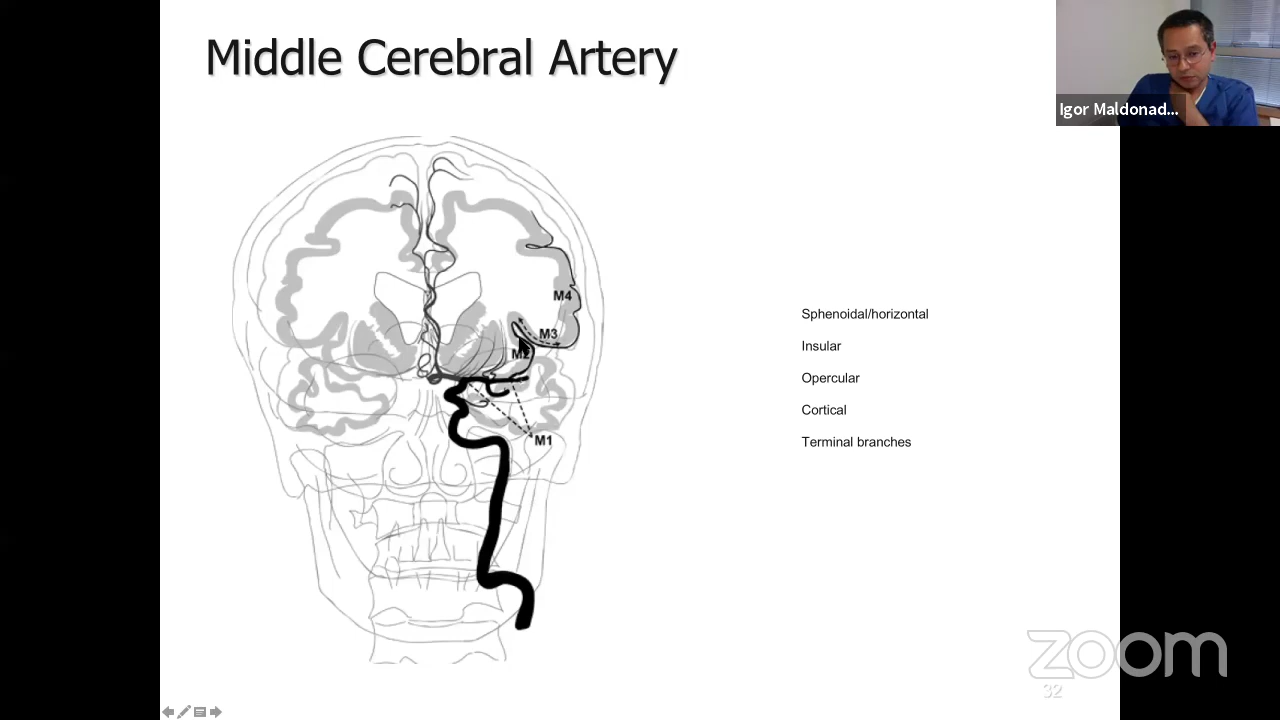 Middle Cerebral Artery
Igor Maldonad...
M4
M3
M2
M1
Sphenoidal/horizontal
Insular
Opercular
Cortical
Terminal branches
zoom
32